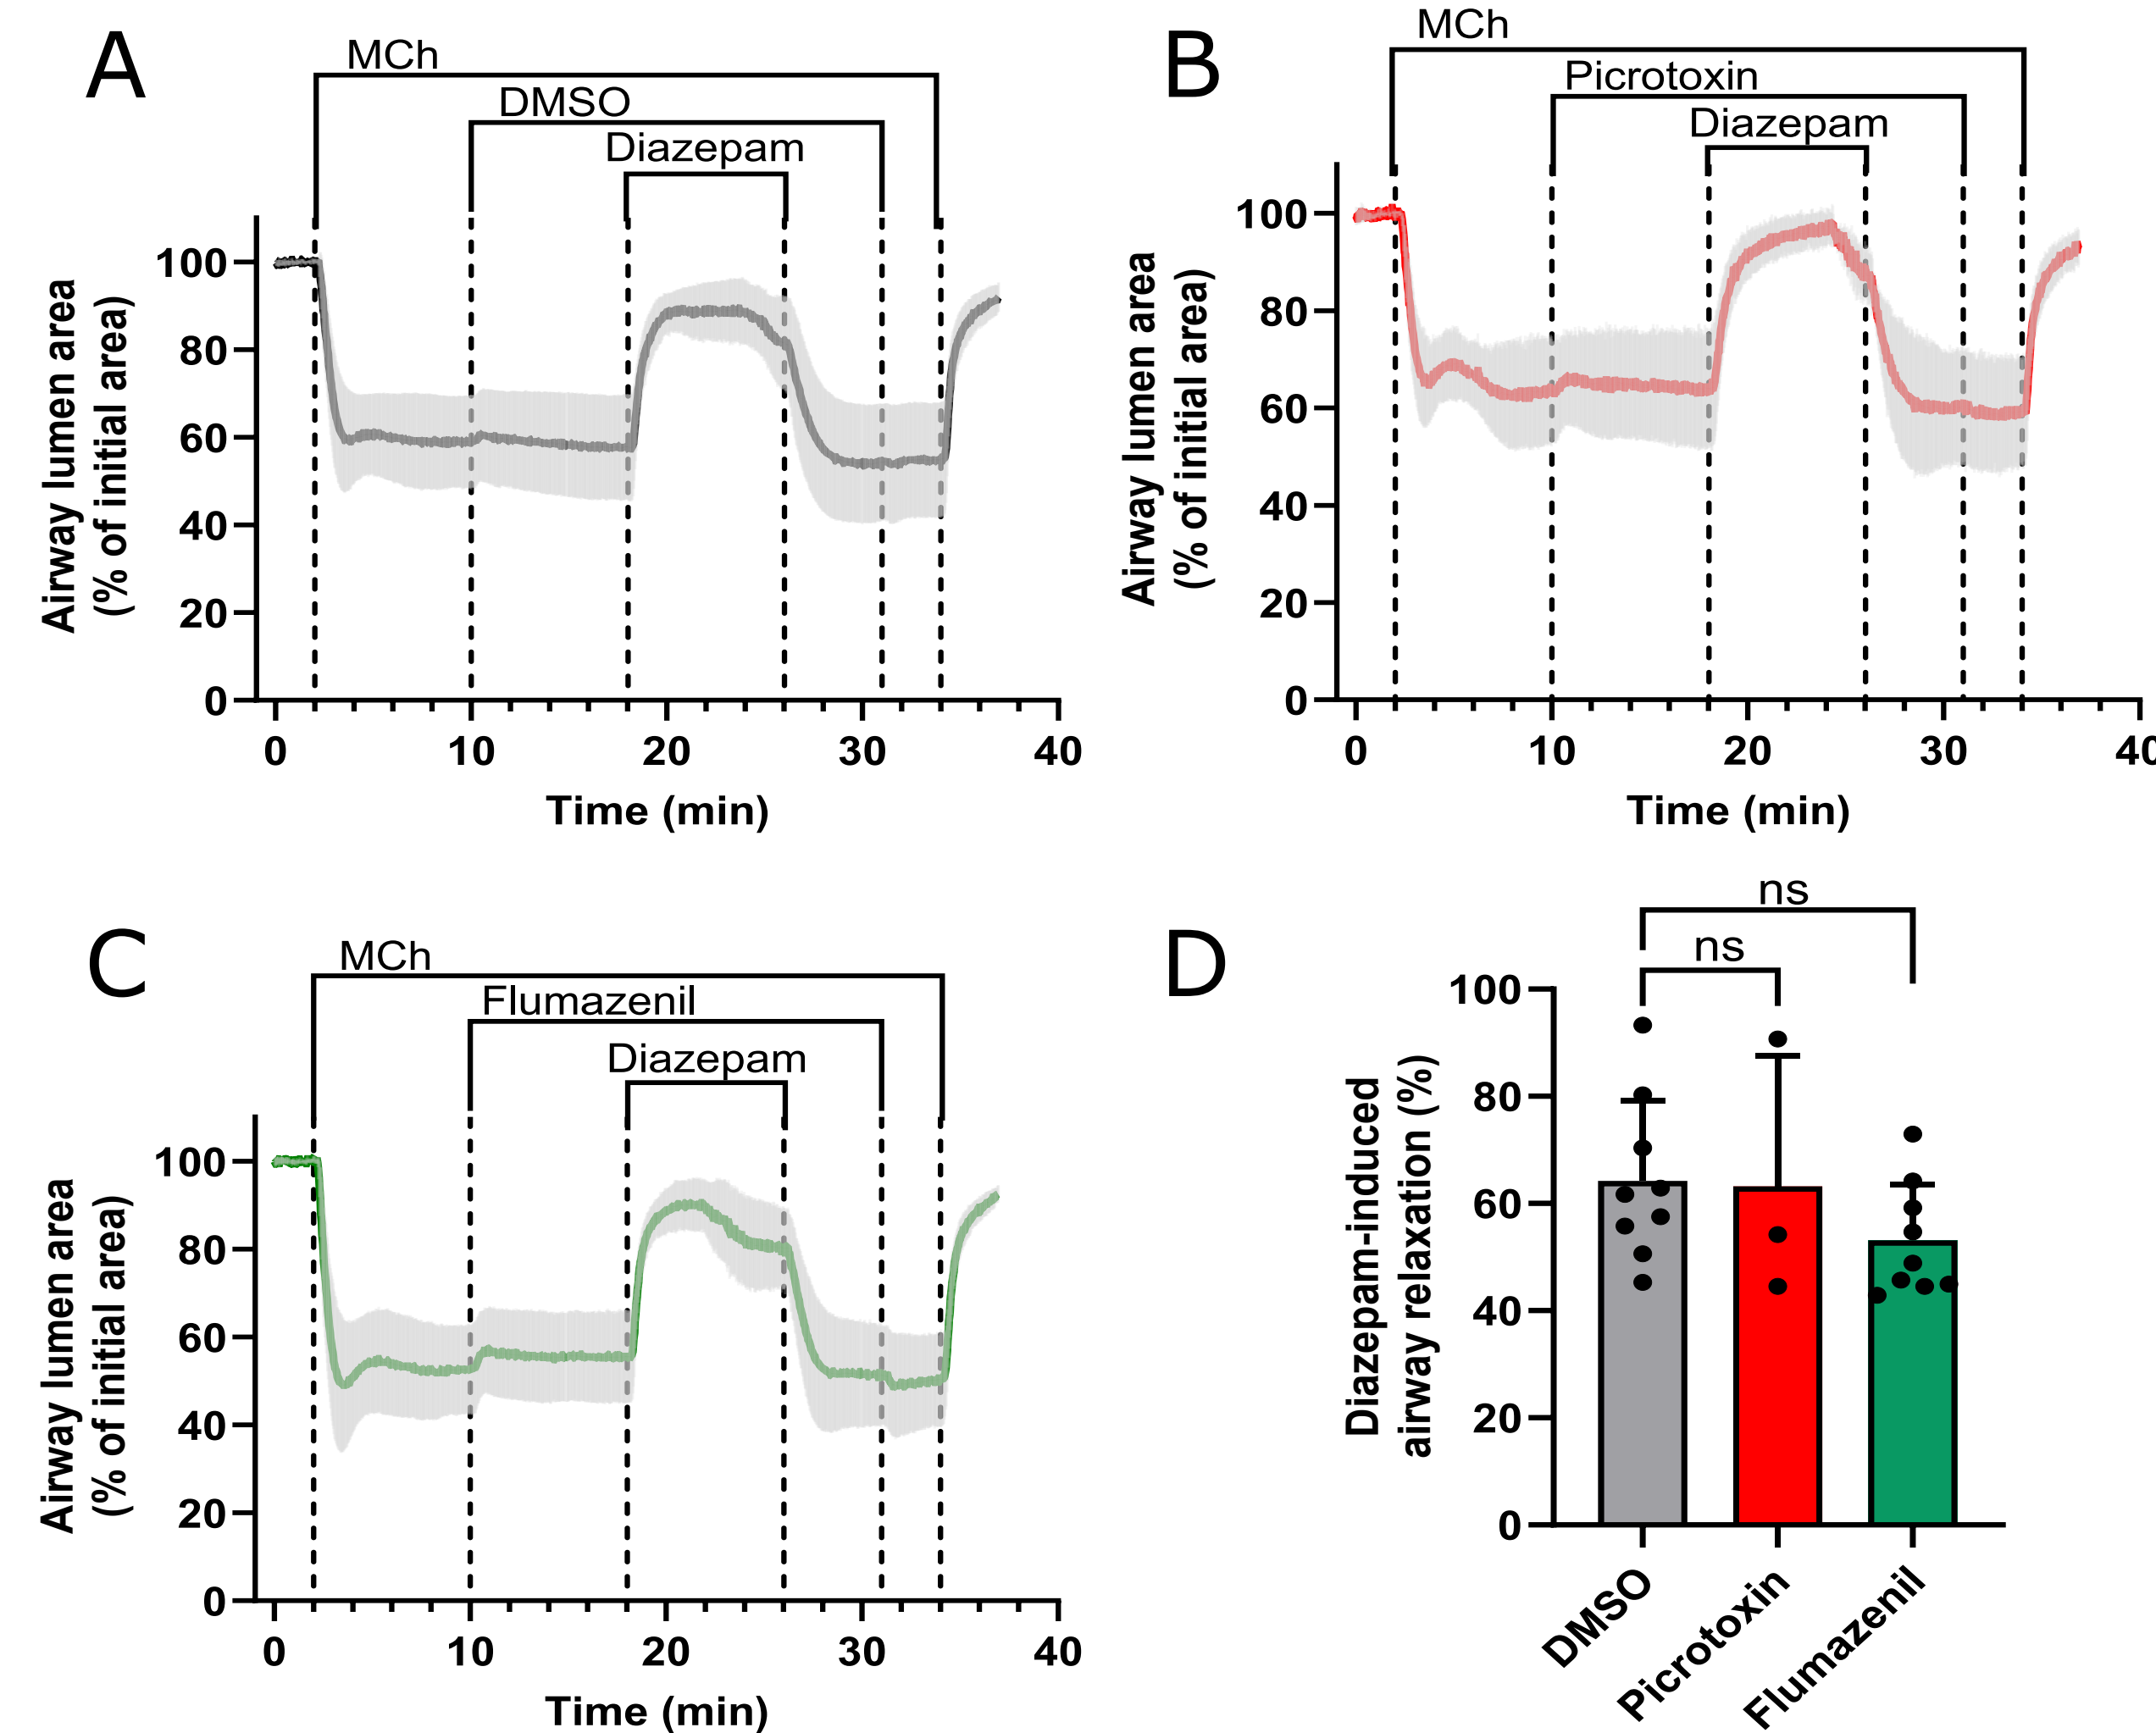 A
MCh
DMSO
Diazepam
Airway lumen area
(% of initial area)
100
80
60
40
20
0
0 10 20 30 40
Time (min)
B
MCh
Picrotoxin
Diazepam
Airway lumen area
(% of initial area)
100
80
60
40
20
0
0 10 20 30 40
Time (min)
C
MCh
Flumazenil
Diazepam
Airway lumen area
(% of initial area)
100
80
60
40
20
0
0 10 20 30 40
Time (min)
D
ns
ns
Diazepam-induced
airway relaxation (%)
100
80
60
40
20
0
DMSO
Picrotoxin
Flumazenil